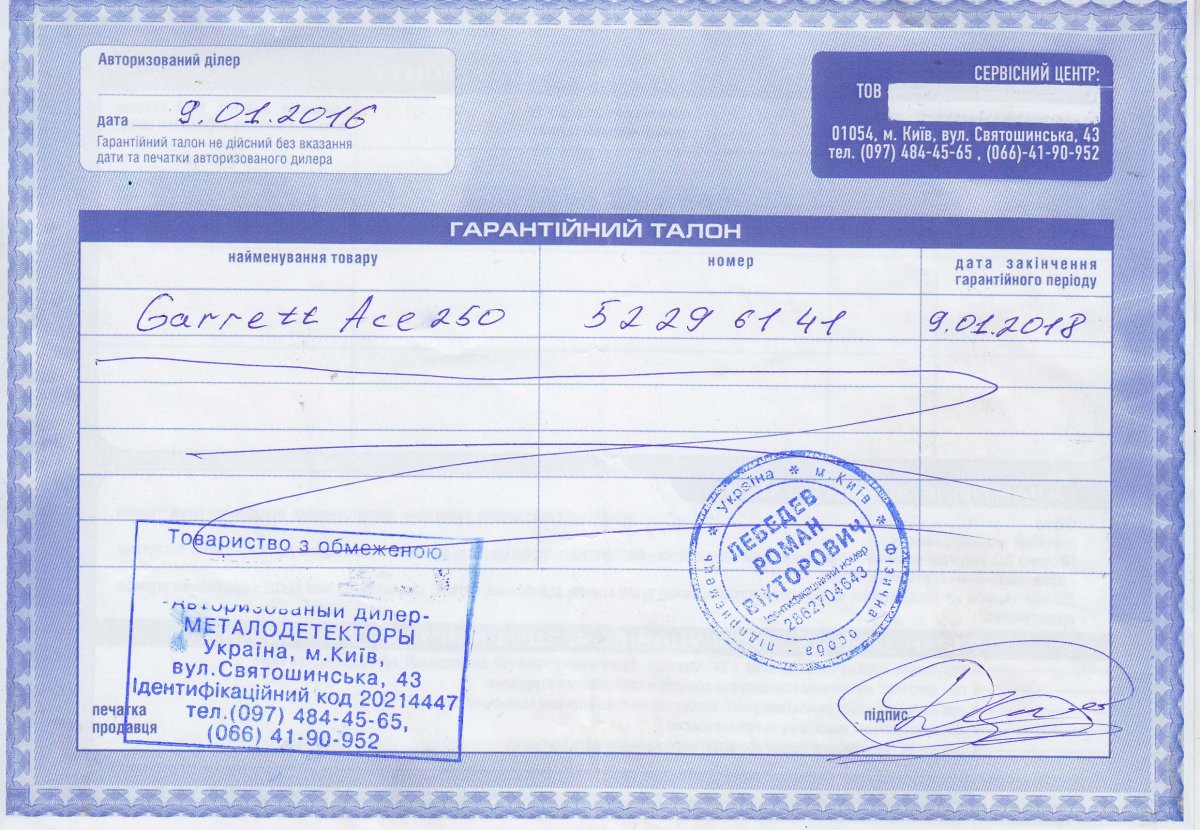 Авторизований ділер
дата 9.01.2016
Гарантійний талон не дійсний без вказання
дати та печатки авторизованого дилера
СЕРВІСНИЙ ЦЕНТР:
ТОВ
01054, м. Київ, вул. Святошинська, 43
тел. (097) 484-45-65 , (066)-41-90-952
ГАРАНТІЙНИЙ ТАЛОН
найменування товару
номер
дата закінчення
гарантійного періоду
Garrett Ace 250
52296141
9.01.2018
Україна * м.Київ * Фізична особа підприємець *
ЛЕБЕДЕВ
РОМАН
ВІКТОРОВИЧ
Ідентифікаційний номер
2862704643
Товариство з обмеженою
Авторизованый дилер-
МЕТАЛОДЕТЕКТОРЫ
Україна, м.Київ,
вул.Святошинська, 43
Ідентифікаційний код 20214447
тел.(097) 484-45-65,
(066) 41-90-952
печатка
продавця
підпис